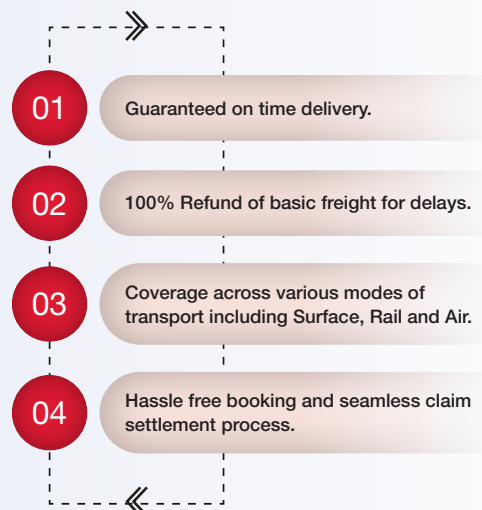 01
Guaranteed on time delivery.
02
100% Refund of basic freight for delays.
03
Coverage across various modes of
transport including Surface, Rail and Air.
04
Hassle free booking and seamless claim
settlement process.